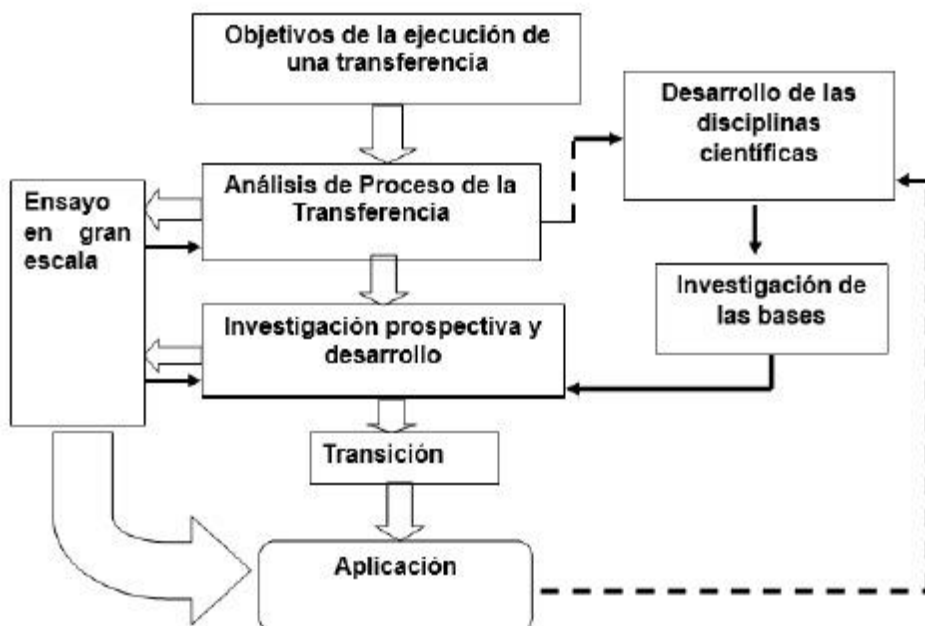 Objetivos de la ejecución de
una transferencia
Desarrollo de las
disciplinas
científicas
Análisis de Proceso de la
Transferencia
Ensayo
en gran
escala
Investigación de
las bases
Investigación prospectiva y
desarrollo
Transición
Aplicación